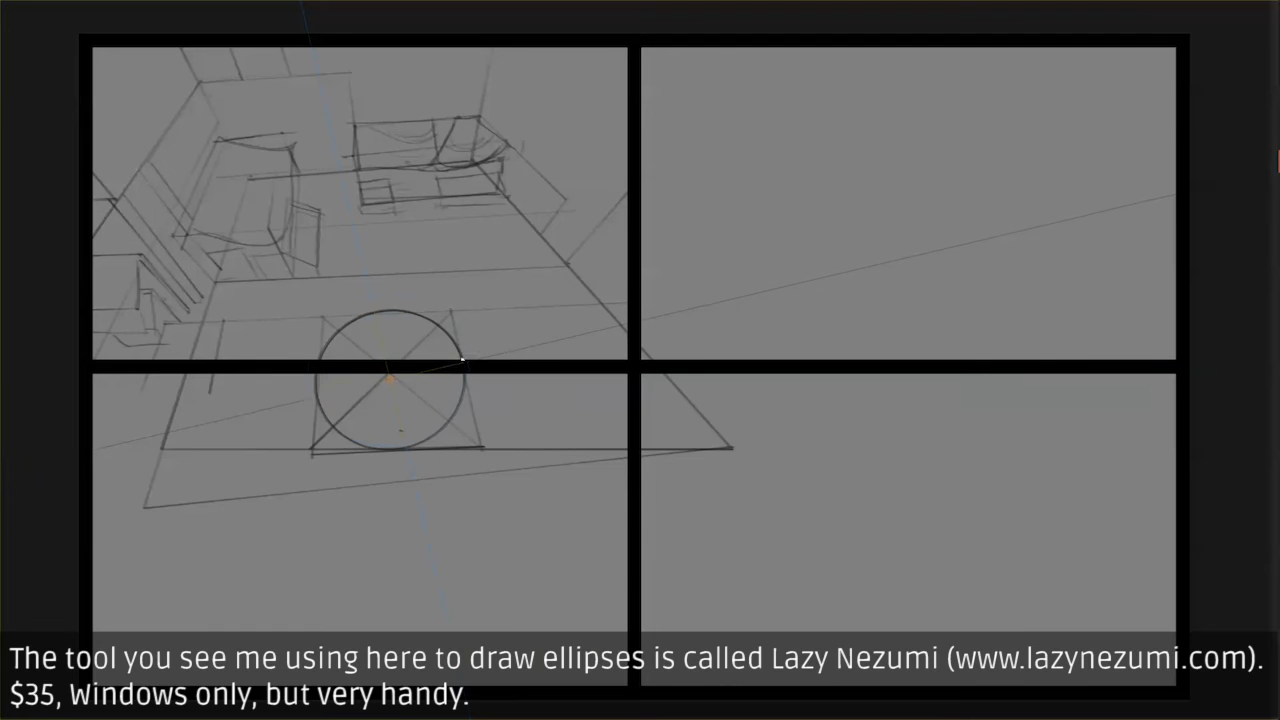 The tool you see me using here to draw ellipses is called Lazy Nezumi (www.lazynezumi.com).
$35, Windows only, but very handy.